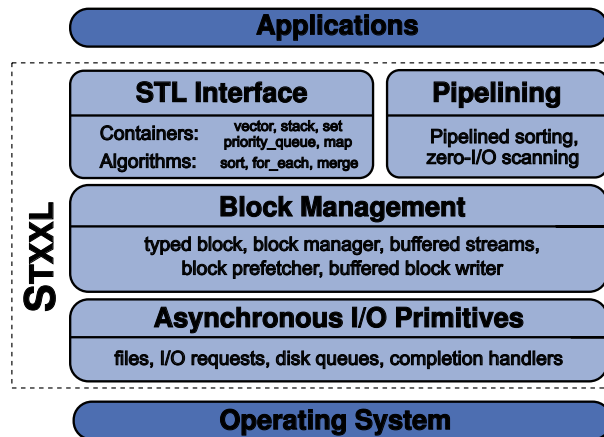 Applications
STXXL
STL Interface
Containers: vector, stack, set
priority_queue, map
Algorithms: sort, for_each, merge
Pipelining
Pipelined sorting,
zero-I/O scanning
Block Management
typed block, block manager, buffered streams,
block prefetcher, buffered block writer
Asynchronous I/O Primitives
files, I/O requests, disk queues, completion handlers
Operating System